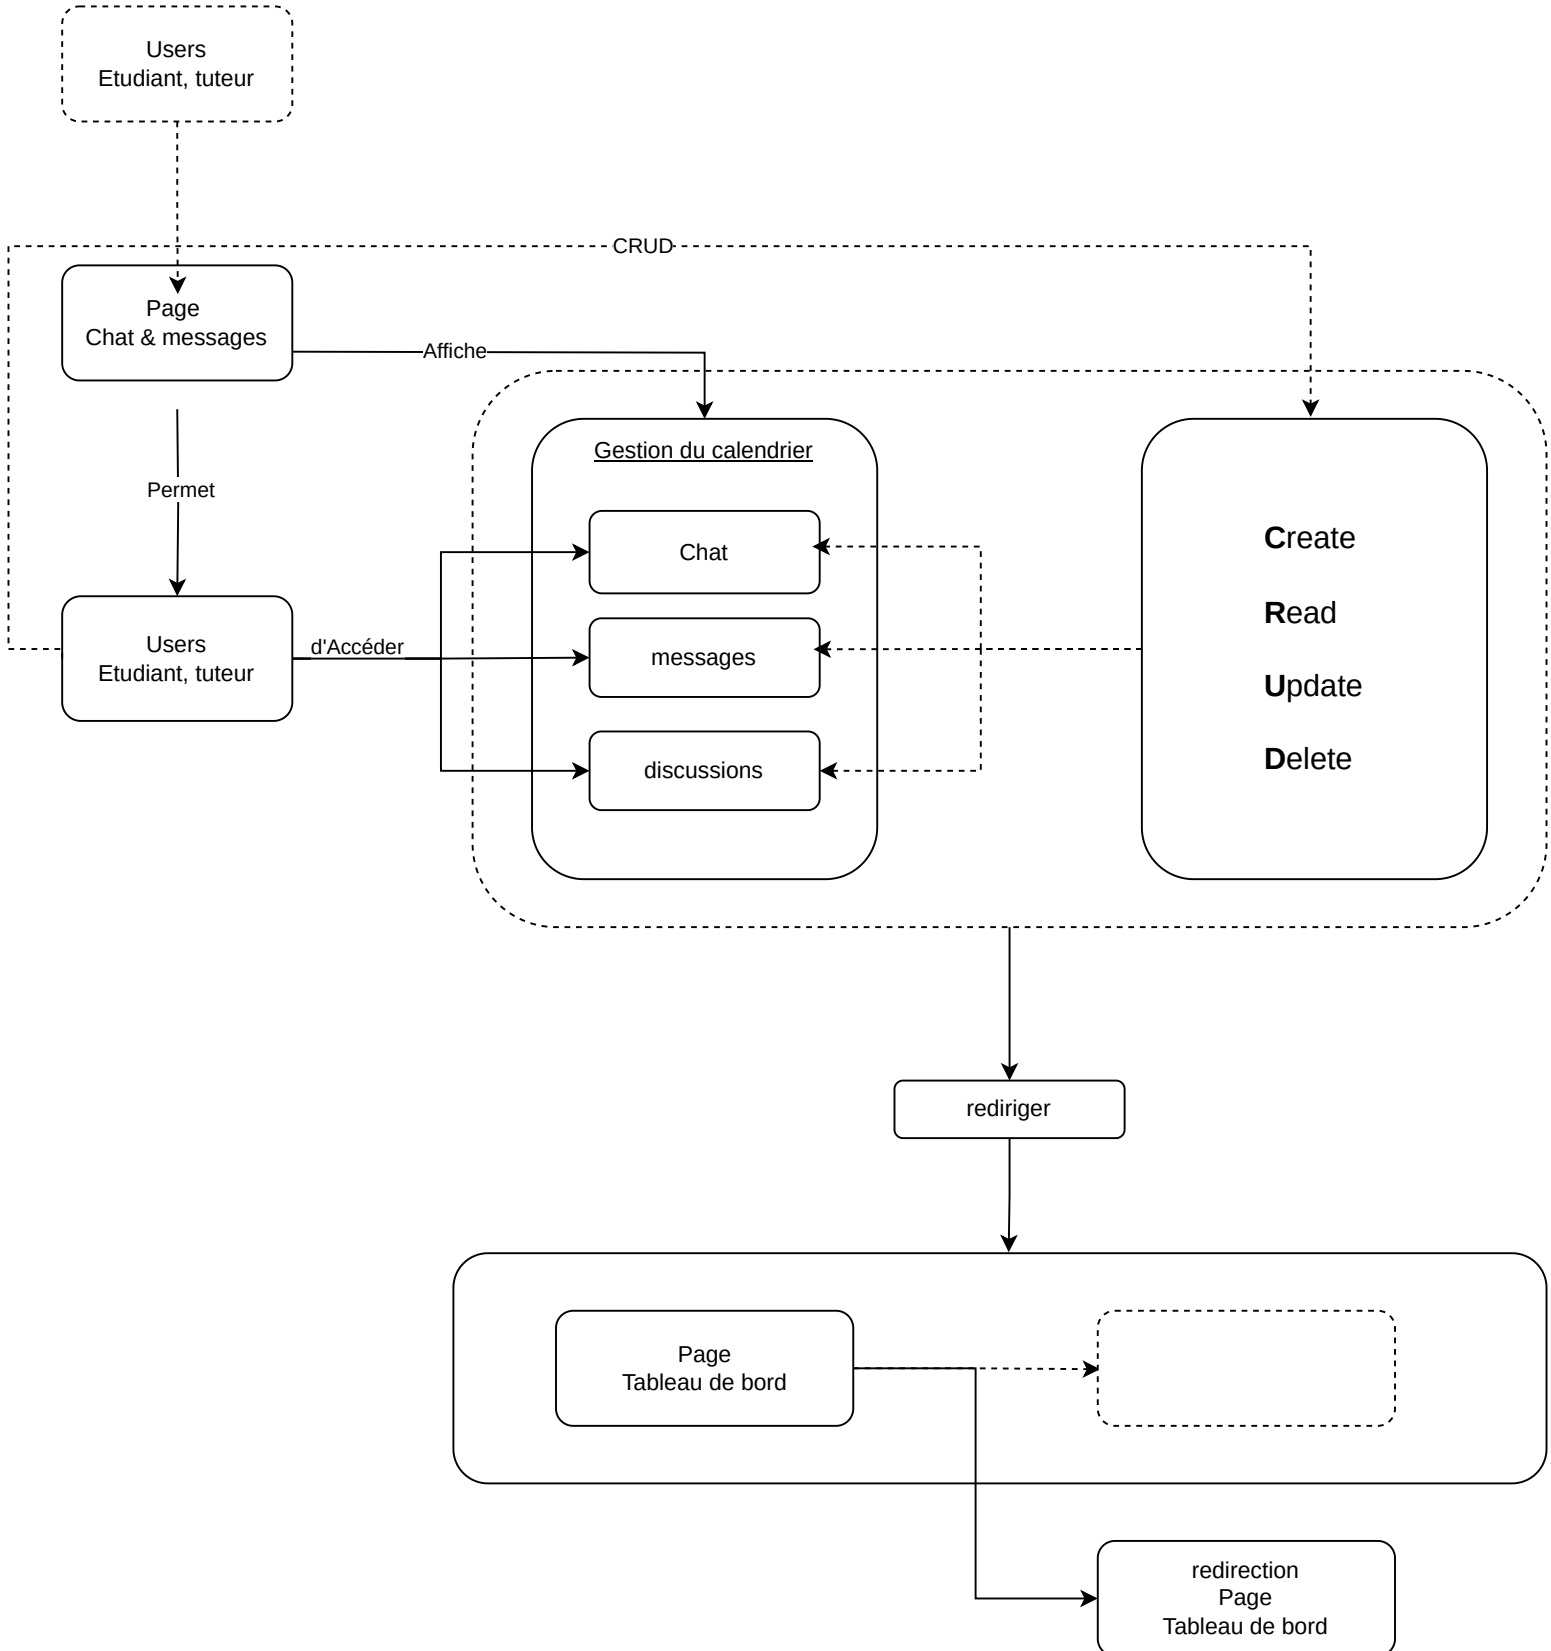 Users
Etudiant, tuteur
CRUD
Page
Chat & messages
Affiche
Permet
Users
Etudiant, tuteur
d'Accéder
Gestion du calendrier
Chat
messages
discussions
Create
Read
Update
Delete
rediriger
Page
Tableau de bord
redirection
Page
Tableau de bord